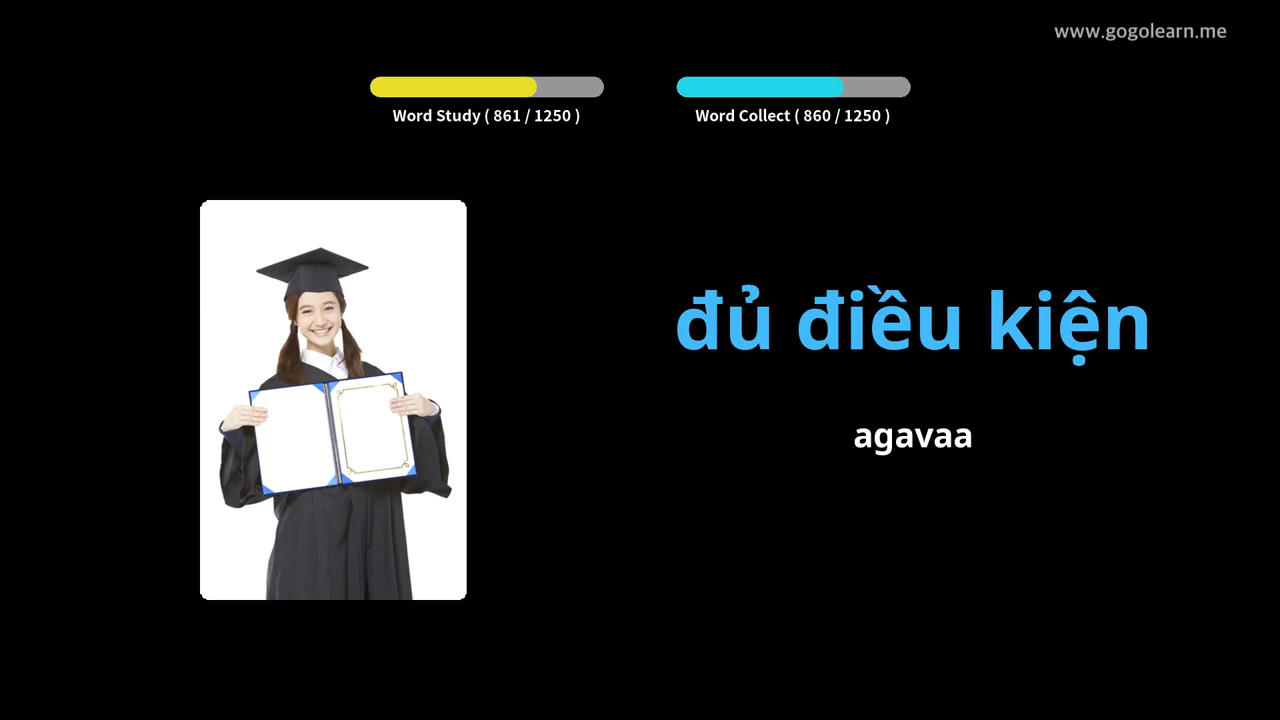 www.gogolearn.me
Word Study ( 861 / 1250 )
Word Collect ( 860 / 1250 )
đủ điều kiện
agavaa